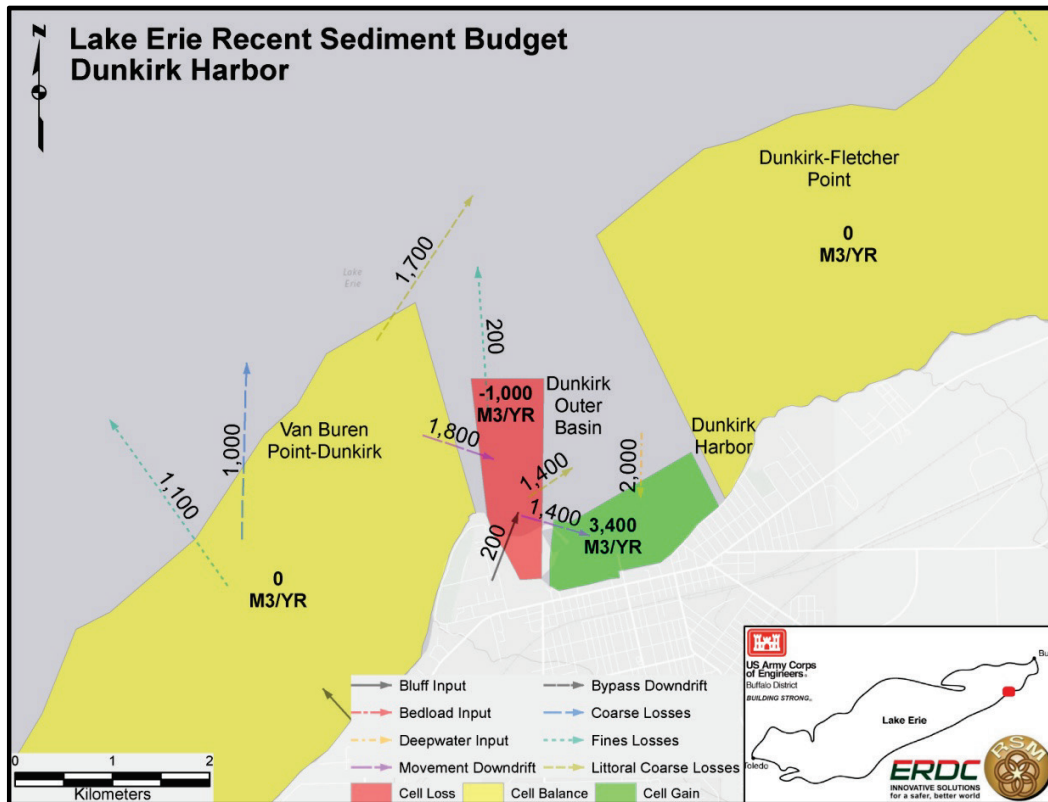 N
Lake Erie Recent Sediment Budget
Dunkirk Harbor
Dunkirk-Fletcher
Point
0
M3/YR
1,700
Lake
Erie
200
-1,000
M3/YR
Dunkirk
Outer
Basin
Dunkirk
Harbor
Van Buren
Point-Dunkirk
1,000
1,100
1,800
1,400
2,000
1,400
3,400
M3/YR
200
0
M3/YR
Bluff Input
Bypass Downdrift
Bedload Input
Coarse Losses
Deepwater Input
Fines Losses
Movement Downdrift
Littoral Coarse Losses
Cell Loss
Cell Balance
Cell Gain
0 1 2
Kilometers
US Army Corps
of Engineers®
Buffalo District
BUILDING STRONG®
Bu
Lake Erie
Toledo
ERDC
INNOVATIVE SOLUTIONS
for a safer, better world
RSM